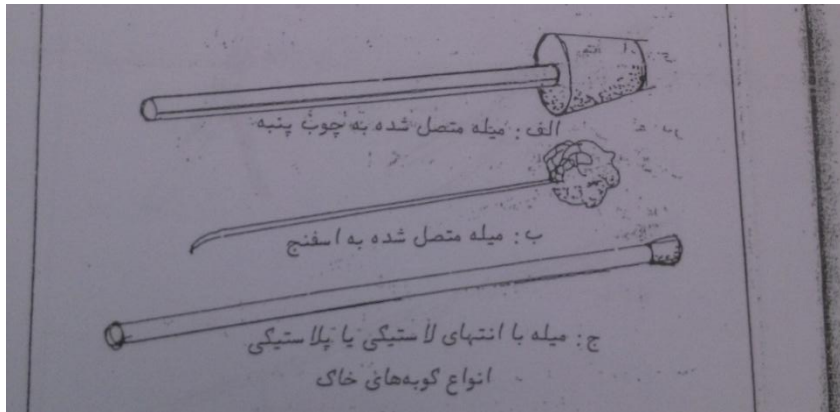 الف: میله متصل شده به چوب پنبه
ب: میله متصل شده به اسفنج
ج: میله با انتهای لاستیکی یا پلاستیکی
انواع کوبه‌های خاک